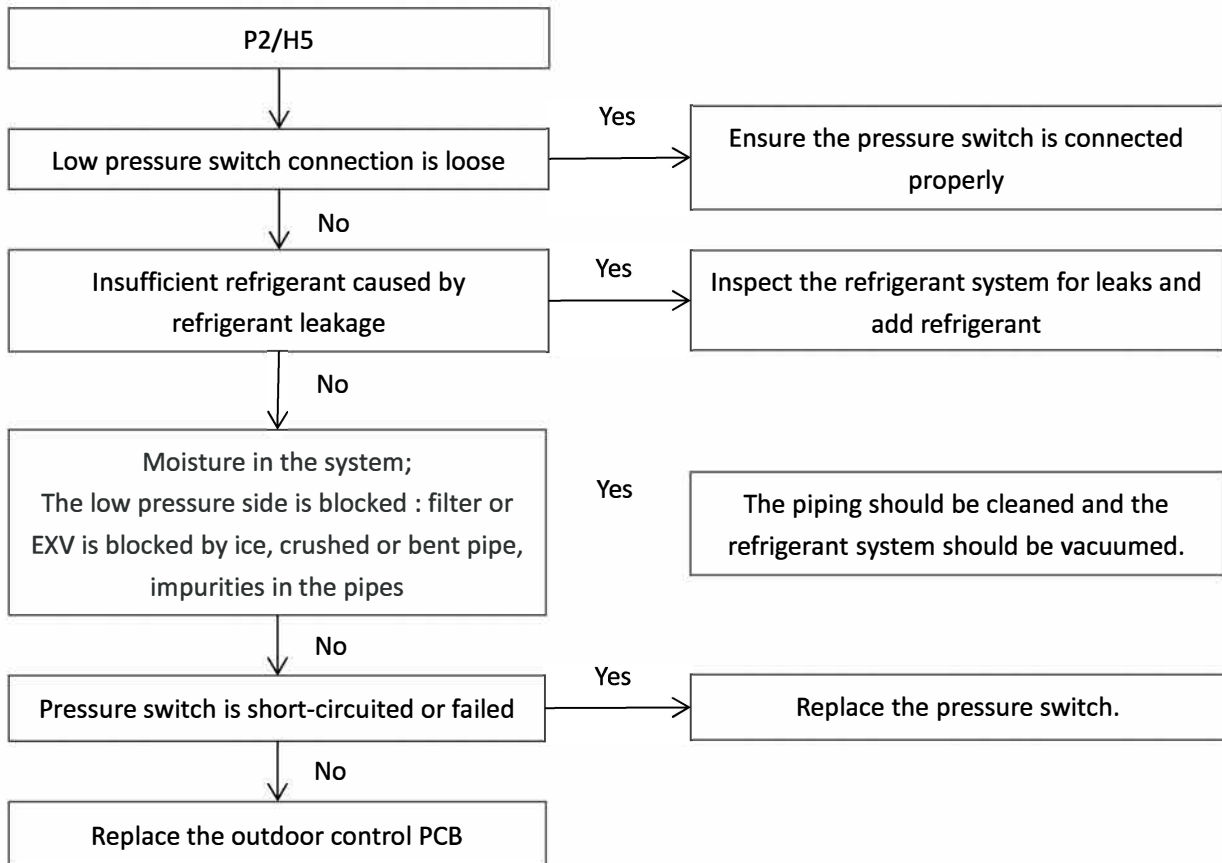 P2/H5
Low pressure switch connection is loose
Yes
Ensure the pressure switch is connected
properly
No
Insufficient refrigerant caused by
refrigerant leakage
Yes
Inspect the refrigerant system for leaks and
add refrigerant
No
Moisture in the system;
The low pressure side is blocked : filter or
EXV is blocked by ice, crushed or bent pipe,
impurities in the pipes
Yes
The piping should be cleaned and the
refrigerant system should be vacuumed.
No
Pressure switch is short-circuited or failed
Yes
Replace the pressure switch.
No
Replace the outdoor control PCB